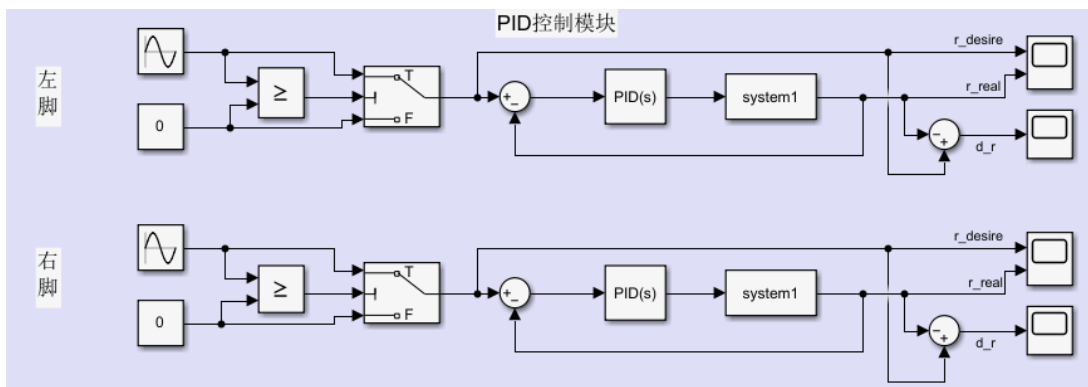 PID控制模块
左脚
0
≥
T
F
+
−
PID(s)
system1
r_desire
r_real
−
+
d_r
右脚
0
≥
T
F
+
−
PID(s)
system1
r_desire
r_real
−
+
d_r